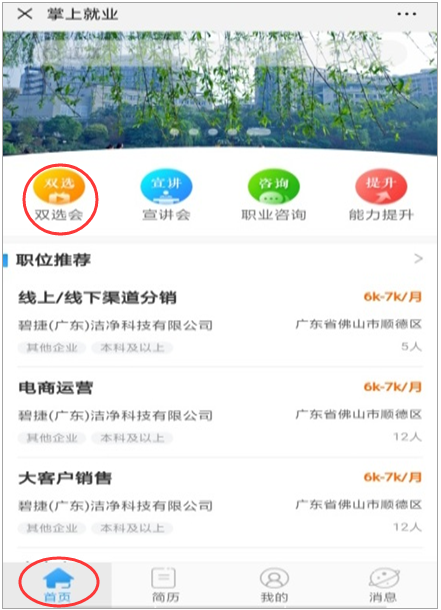 掌上就业
双选 宣讲 咨询 提升
双选会 宣讲会 职业咨询 能力提升
职位推荐
线上/线下渠道分销 6k-7k/月
碧捷(广东)洁净科技有限公司 广东省佛山市顺德区
其他企业 本科及以上 5人
电商运营 6k-7k/月
碧捷(广东)洁净科技有限公司 广东省佛山市顺德区
其他企业 本科及以上 12人
大客户销售 6k-7k/月
碧捷(广东)洁净科技有限公司 广东省佛山市顺德区
其他企业 本科及以上 12人
首页 简历 我的 消息